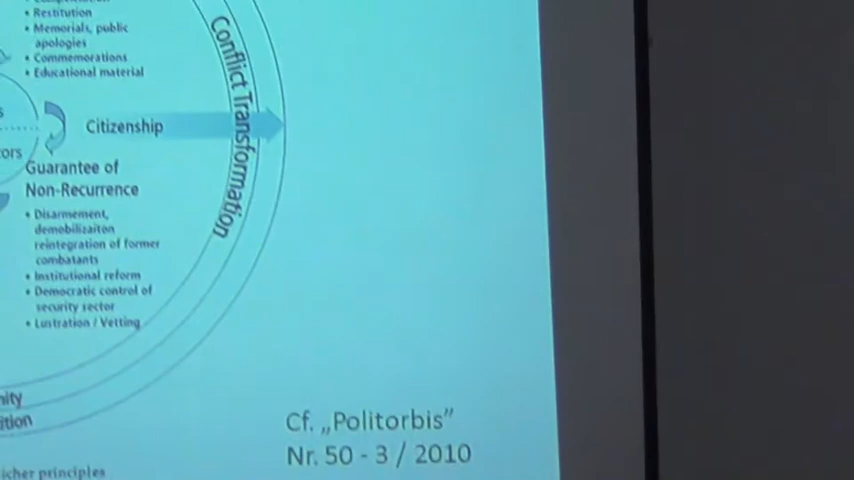 • Restitution
• Memorials, public
apologies
• Commemorations
• Educational material
Conflict Transformation
Citizenship
Guarantee of
Non-Recurrence
• Disarmement,
demobilizaiton
reintegration of former
combatants
• Institutional reform
• Democratic control of
security sector
• Lustration / Vetting
Cf. „Politorbis”
Nr. 50 - 3 / 2010
principles